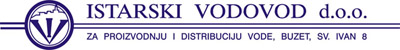 ISTARSKI VODOVOD d.o.o.
ZA PROIZVODNJU I DISTRIBUCIJU VODE, BUZET, SV. IVAN 8